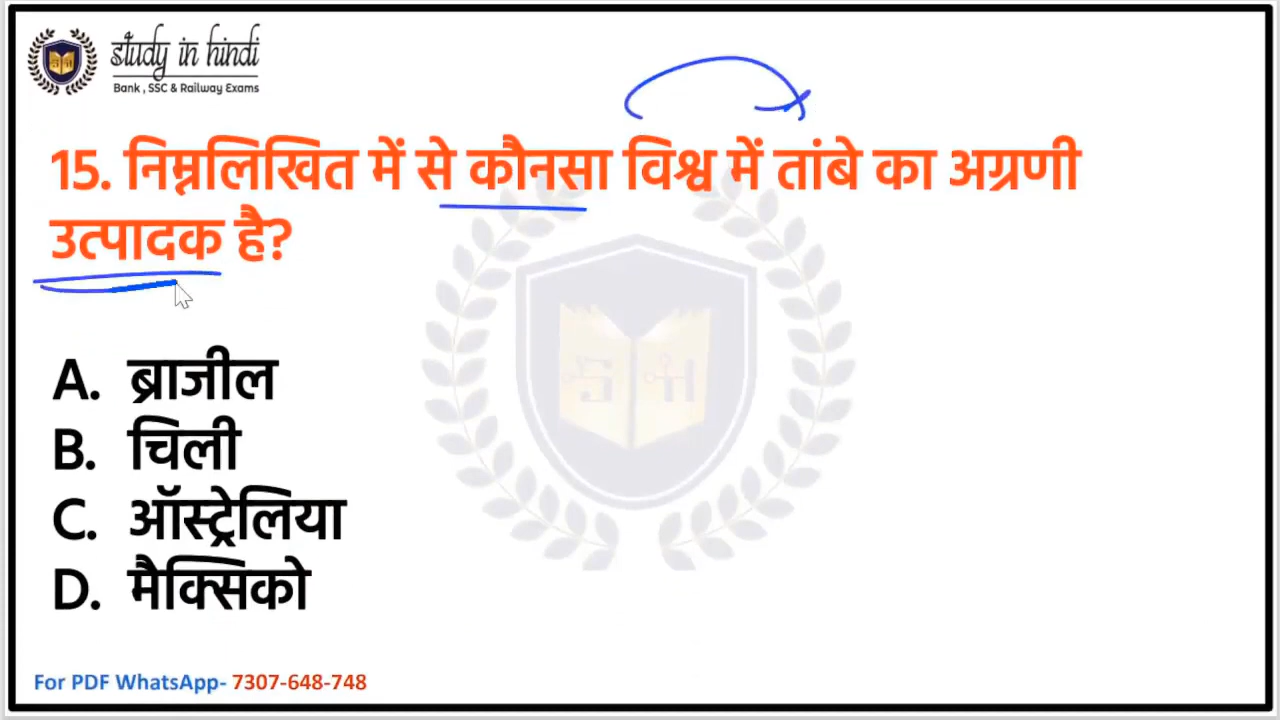 study in hindi
Bank , SSC & Railway Exams
15. निम्नलिखित में से कौनसा विश्व में तांबे का अग्रणी
उत्पादक है?
A. ब्राजील
B. चिली
C. ऑस्ट्रेलिया
D. मैक्सिको
For PDF WhatsApp- 7307-648-748